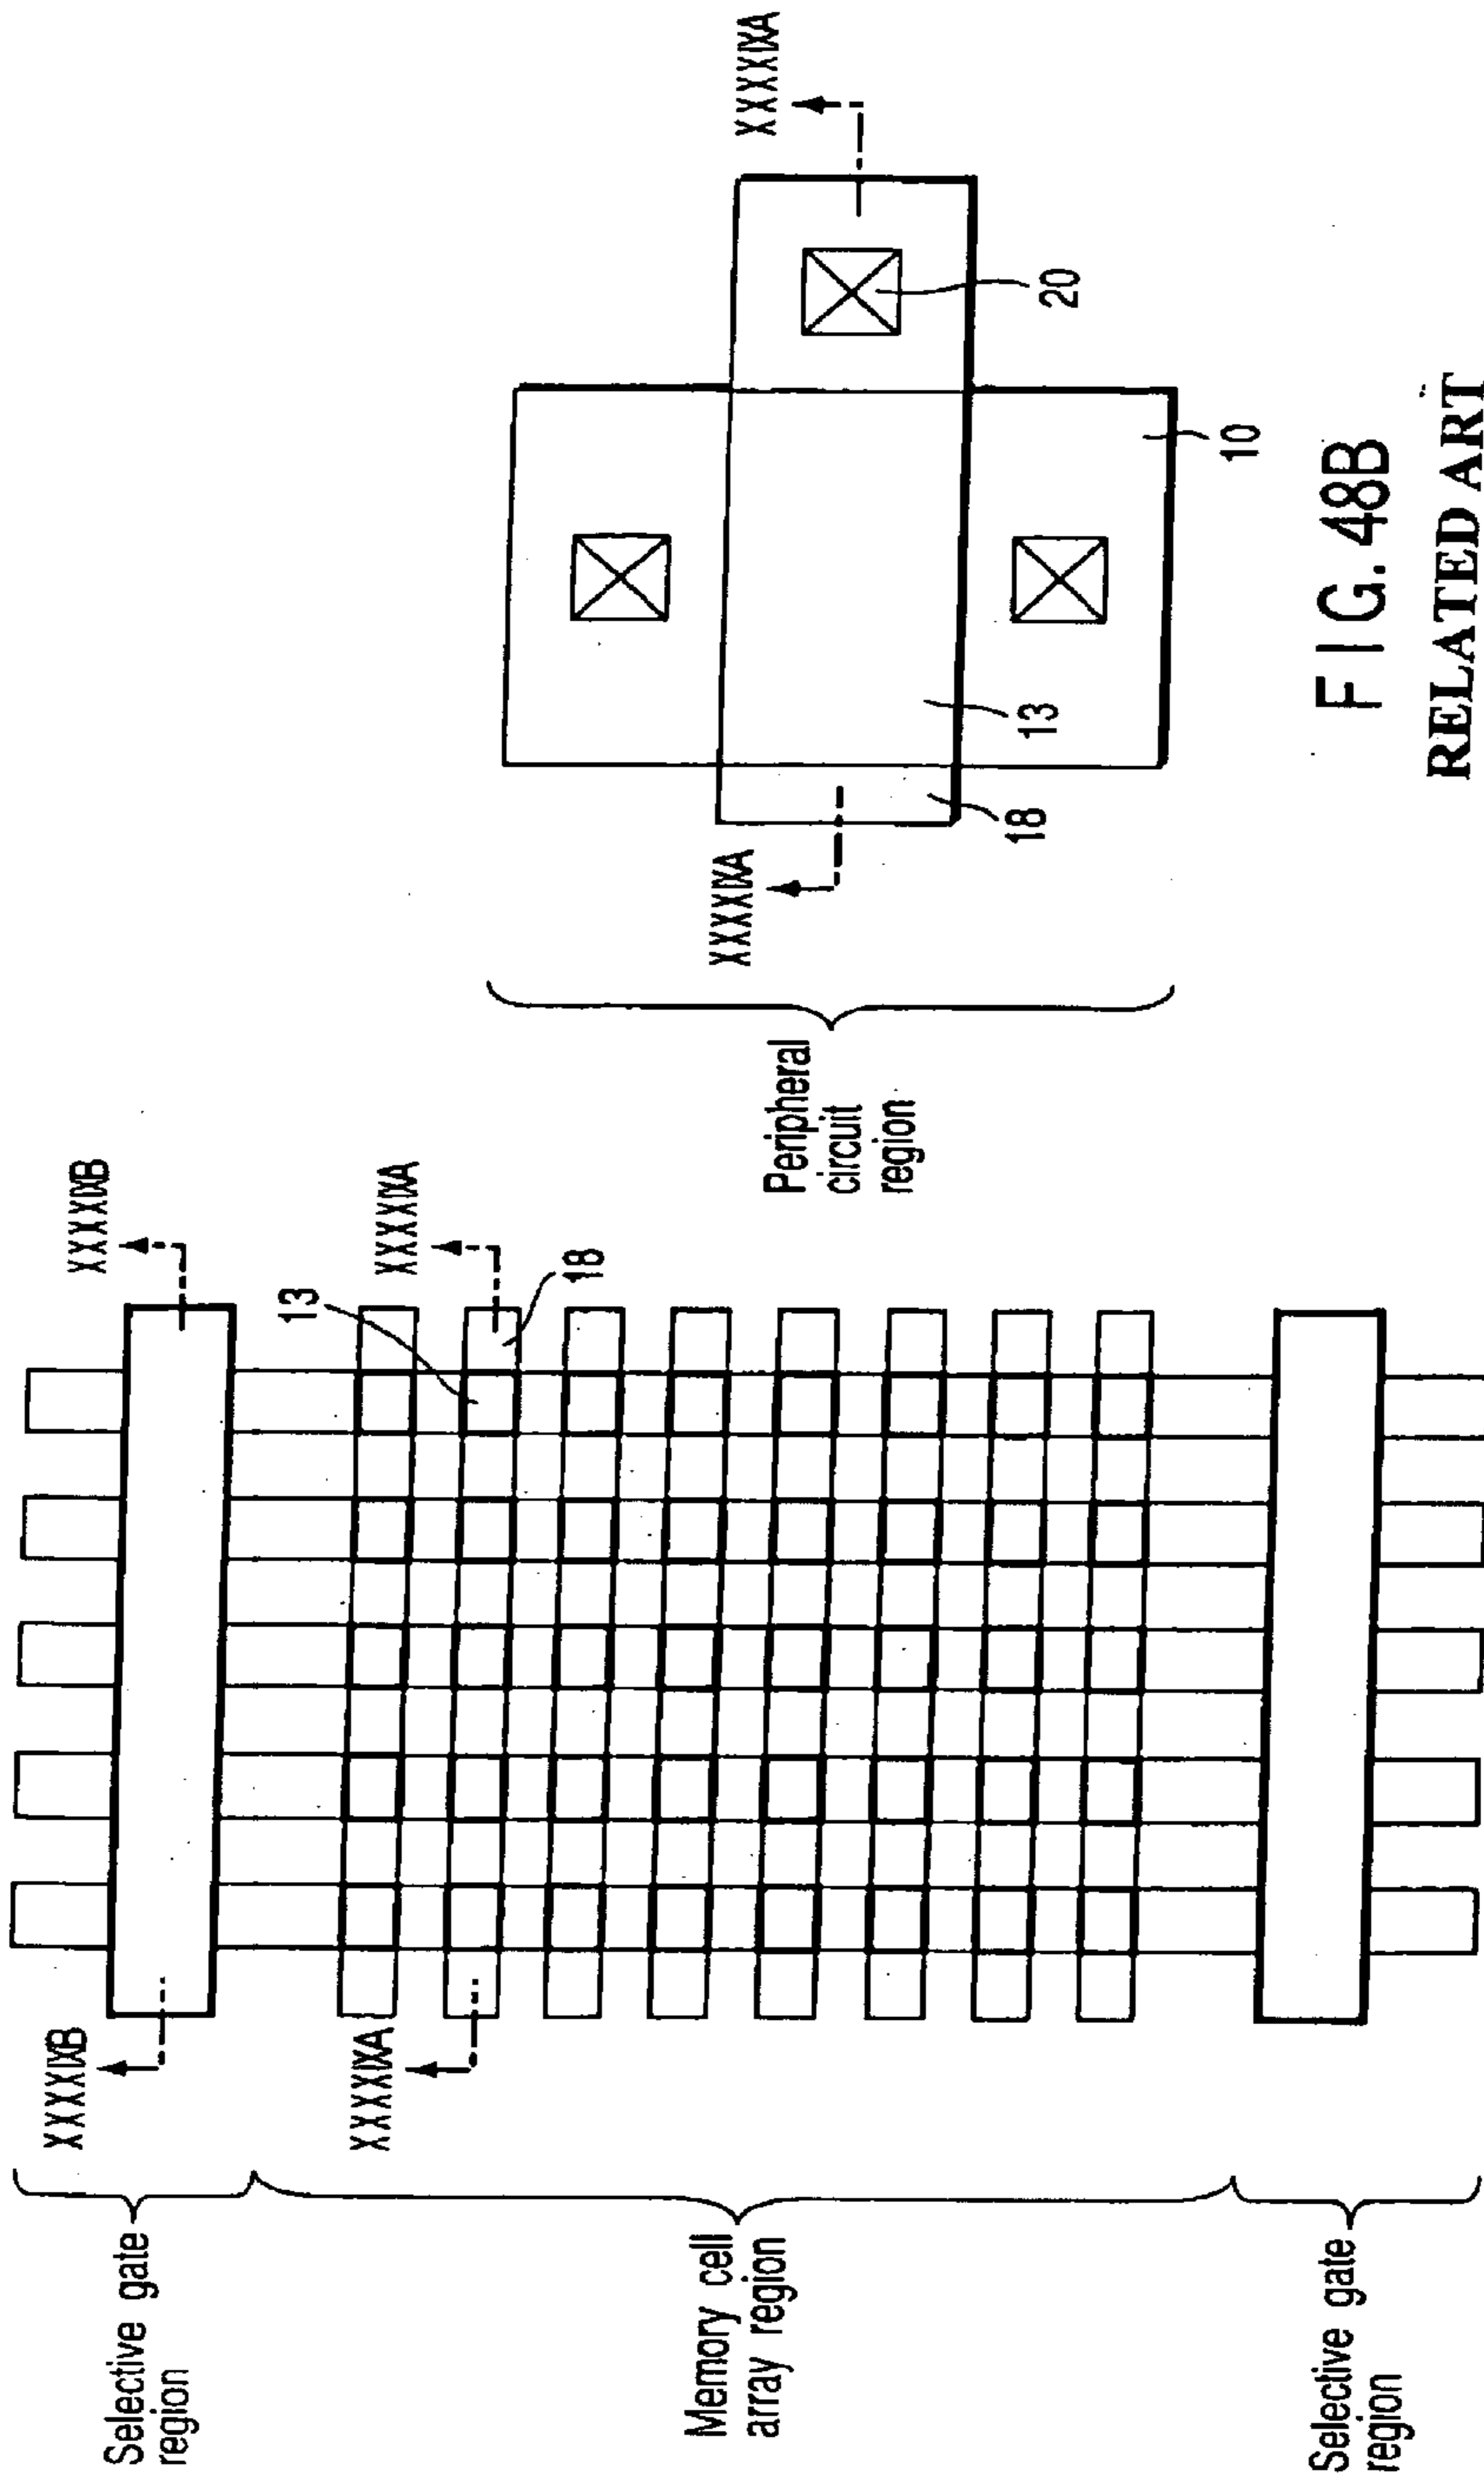 Selective gate
region
Memory cell
array region
Selective gate
region
XXXXIXB
XXXXIXB
XXXXIXA
XXXXIXA
13
18
Peripheral
circuit
region
XXXXIXA
XXXXIXA
18
13
20
10
FIG. 48B
RELATED ART